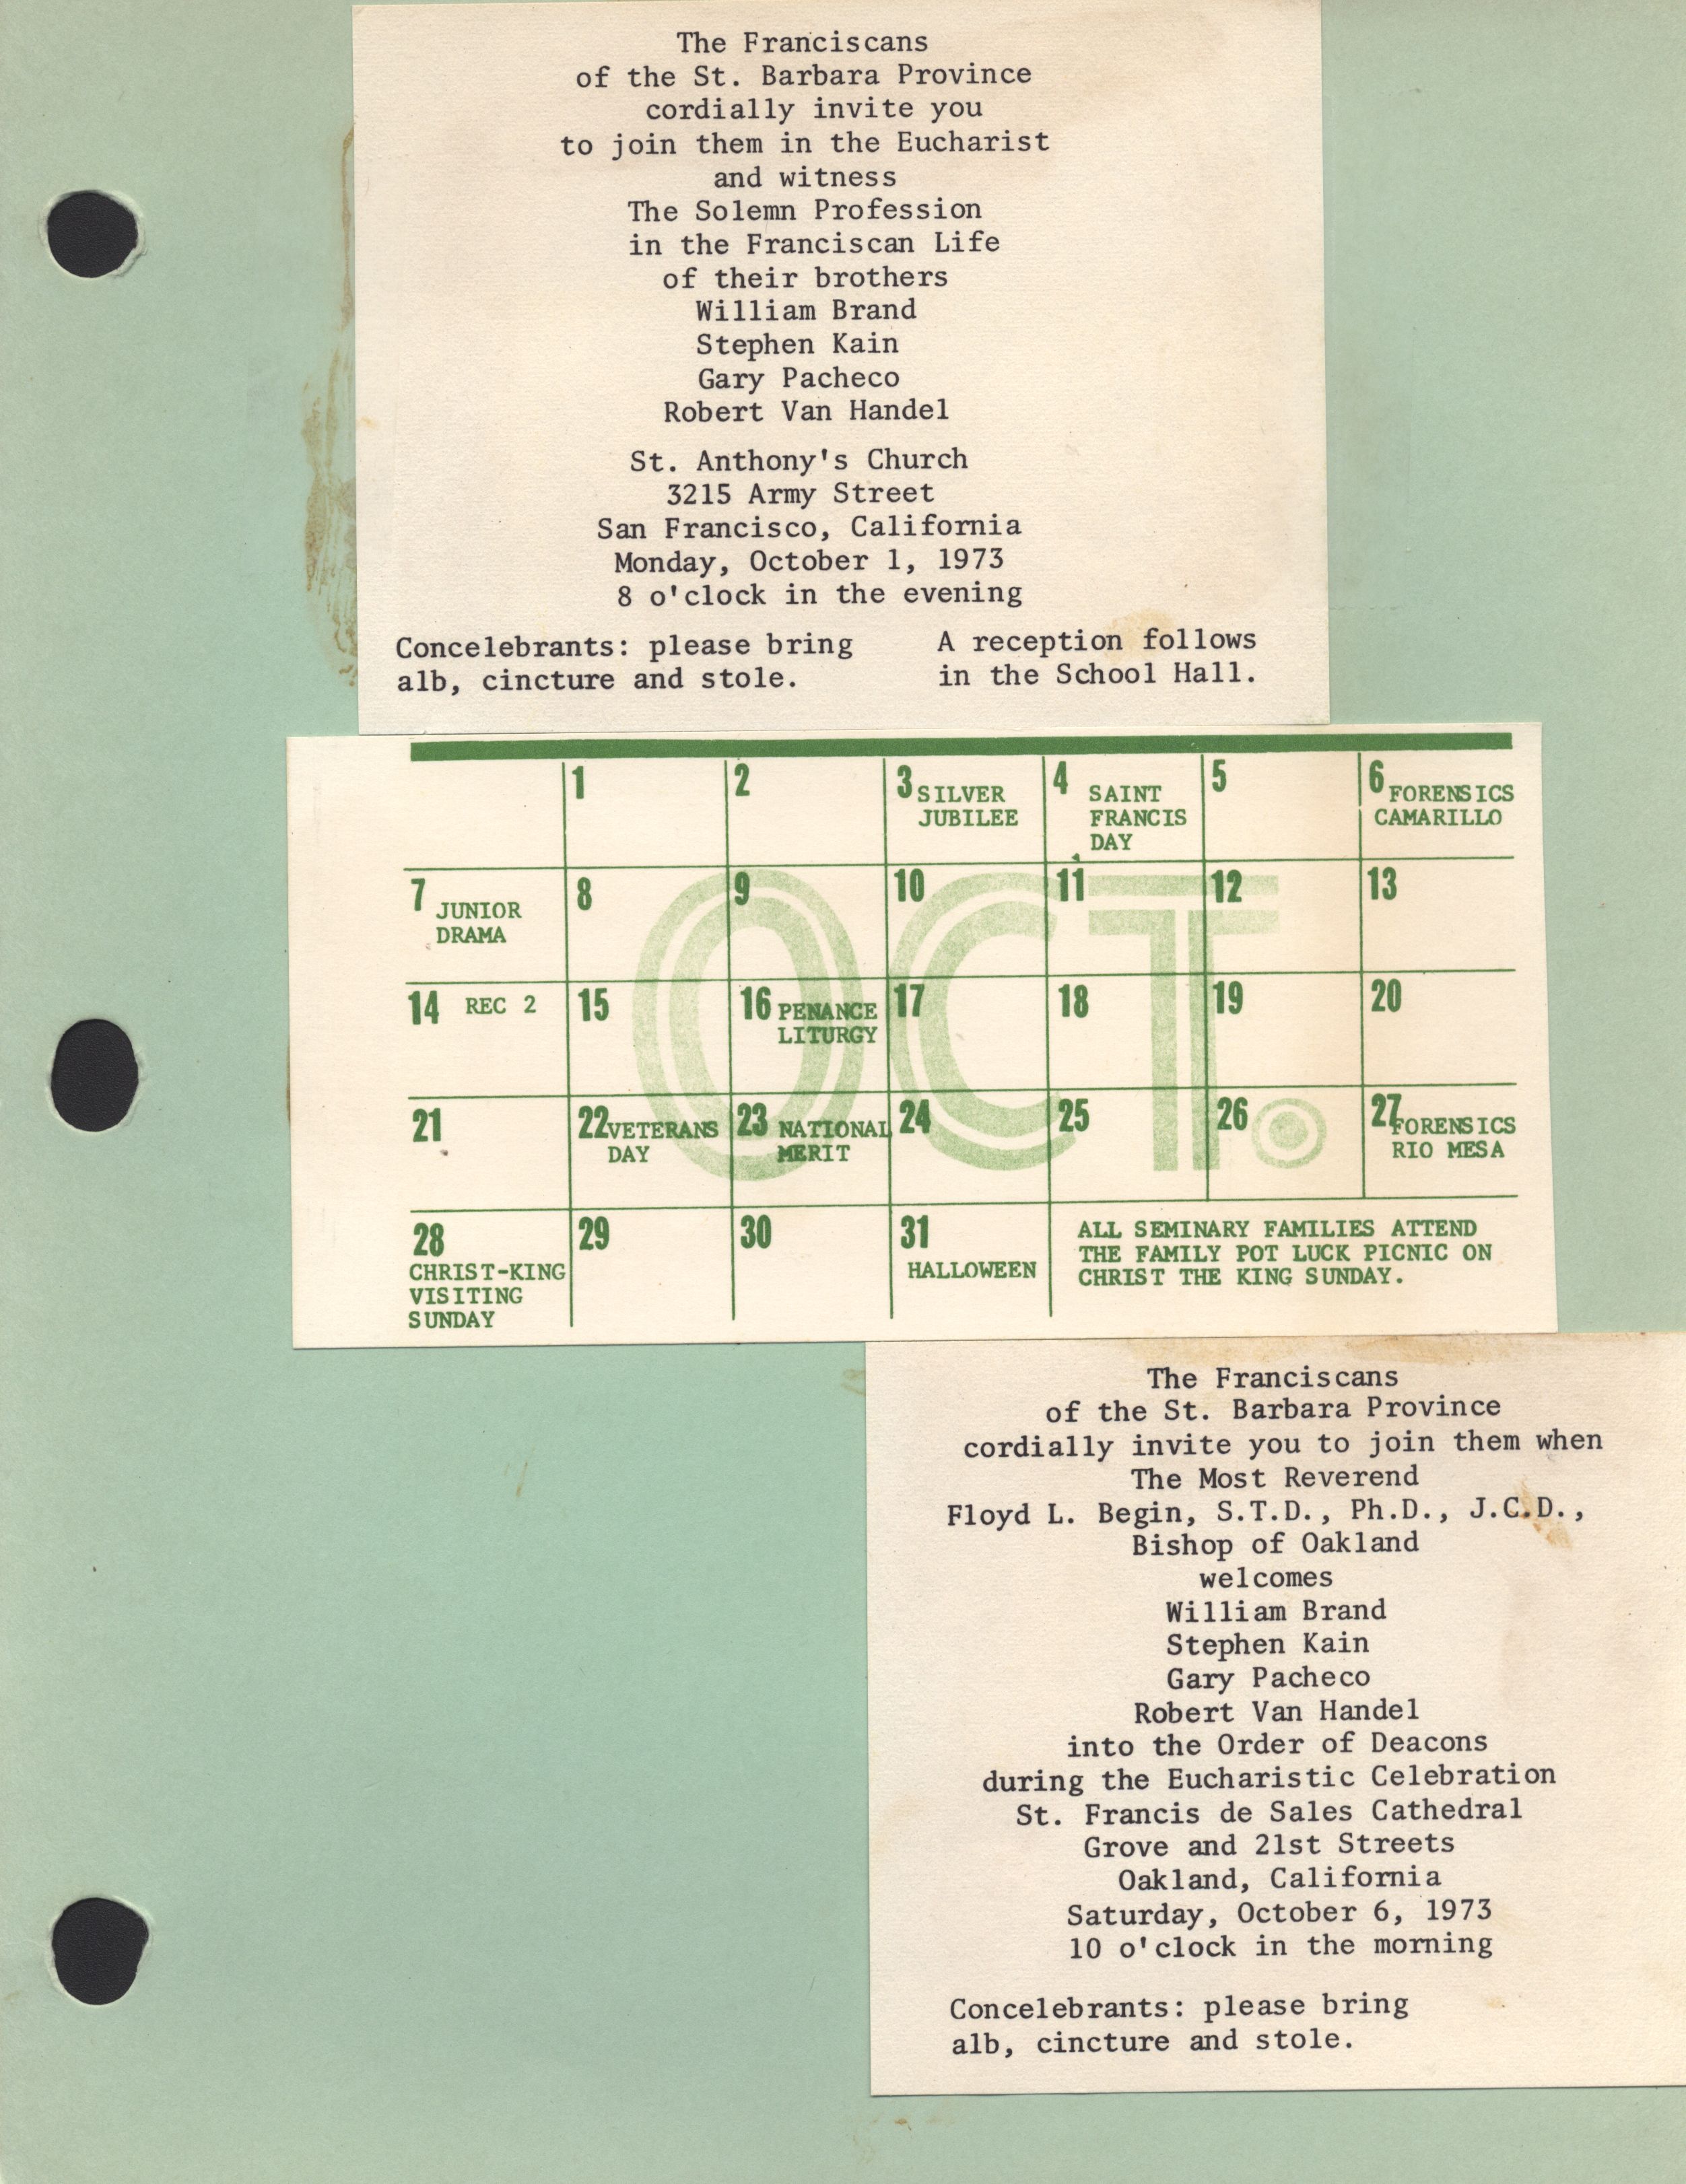 The Franciscans
of the St. Barbara Province
cordially invite you
to join them in the Eucharist
and witness
The Solemn Profession
in the Franciscan Life
of their brothers
William Brand
Stephen Kain
Gary Pacheco
Robert Van Handel
St. Anthony's Church
3215 Army Street
San Francisco, California
Monday, October 1, 1973
8 o'clock in the evening
Concelebrants: please bring
alb, cincture and stole.
A reception follows
in the School Hall.
OCT.
1
2
3 SILVER
JUBILEE
4 SAINT
FRANCIS
DAY
5
6 FORENSICS
CAMARILLO
7 JUNIOR
DRAMA
8
9
10
11
12
13
14 REC 2
15
16 PENANCE
LITURGY
17
18
19
20
21
22 VETERANS
DAY
23 NATIONAL
MERIT
24
25
26
27 FORENSICS
RIO MESA
28
CHRIST-KING
VISITING
SUNDAY
29
30
31
HALLOWEEN
ALL SEMINARY FAMILIES ATTEND
THE FAMILY POT LUCK PICNIC ON
CHRIST THE KING SUNDAY.
The Franciscans
of the St. Barbara Province
cordially invite you to join them when
The Most Reverend
Floyd L. Begin, S.T.D., Ph.D., J.C.D.,
Bishop of Oakland
welcomes
William Brand
Stephen Kain
Gary Pacheco
Robert Van Handel
into the Order of Deacons
during the Eucharistic Celebration
St. Francis de Sales Cathedral
Grove and 21st Streets
Oakland, California
Saturday, October 6, 1973
10 o'clock in the morning
Concelebrants: please bring
alb, cincture and stole.